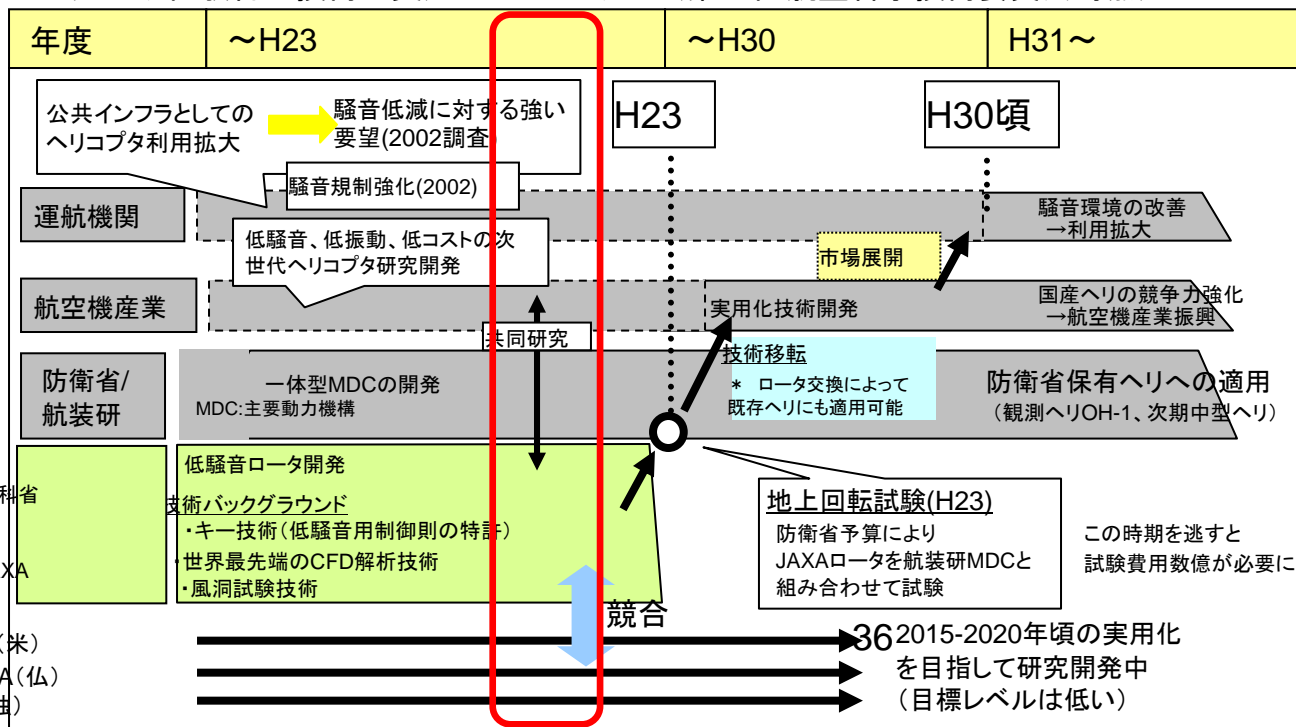 年度
～H23
～H30
H31～
公共インフラとしての
ヘリコプタ利用拡大
騒音低減に対する強い
要望(2002調査)
H23
H30頃
騒音規制強化(2002)
運航機関
騒音環境の改善
→利用拡大
低騒音、低振動、低コストの次
世代ヘリコプタ研究開発
市場展開
航空機産業
実用化技術開発
国産ヘリの競争力強化
→航空機産業振興
共同研究
防衛省/
航装研
一体型MDCの開発
MDC:主要動力機構
技術移転
* ロータ交換によって
既存ヘリにも適用可能
防衛省保有ヘリへの適用
（観測ヘリOH-1、次期中型ヘリ）
科省
XA
低騒音ロータ開発
技術バックグラウンド
・キー技術（低騒音用制御則の特許）
・世界最先端のCFD解析技術
・風洞試験技術
地上回転試験(H23)
防衛省予算により
JAXAロータを航装研MDCと
組み合わせて試験
この時期を逃すと
試験費用数億が必要に
競合
（米）
A（仏）
36
2015-2020年頃の実用化
を目指して研究開発中
（目標レベルは低い）